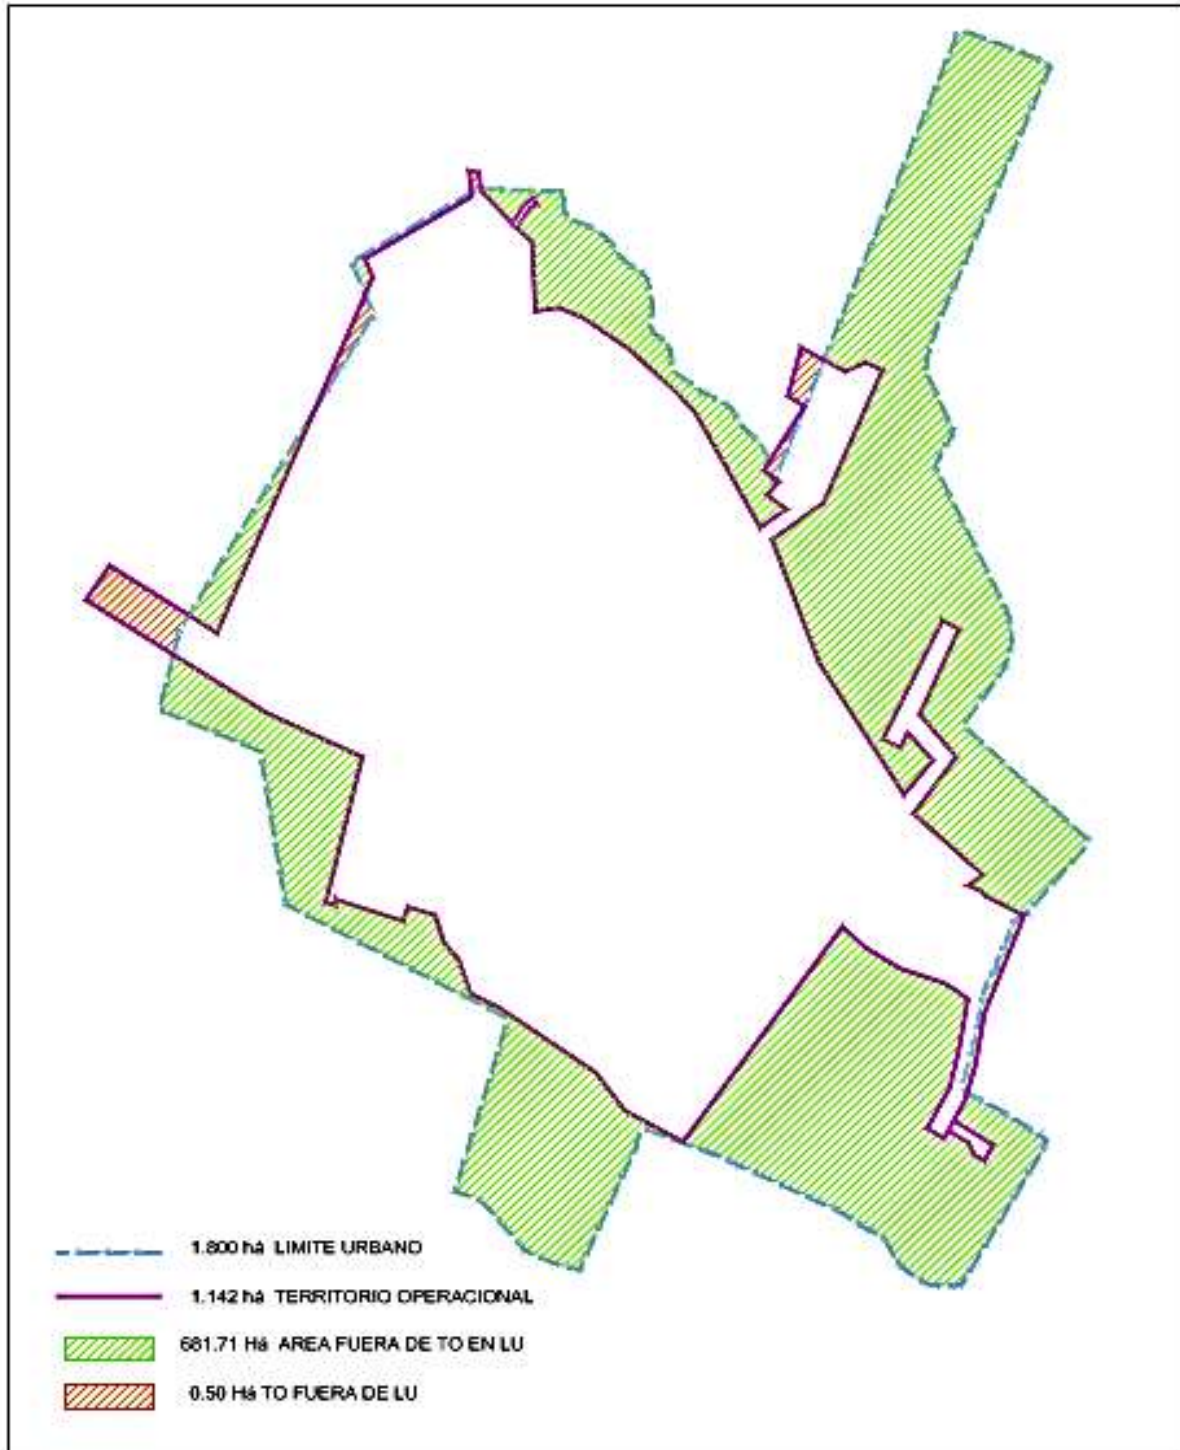 1.800 há LIMITE URBANO
1.142 há TERRITORIO OPERACIONAL
681.71 Há AREA FUERA DE TO EN LU
0.50 Há TO FUERA DE LU